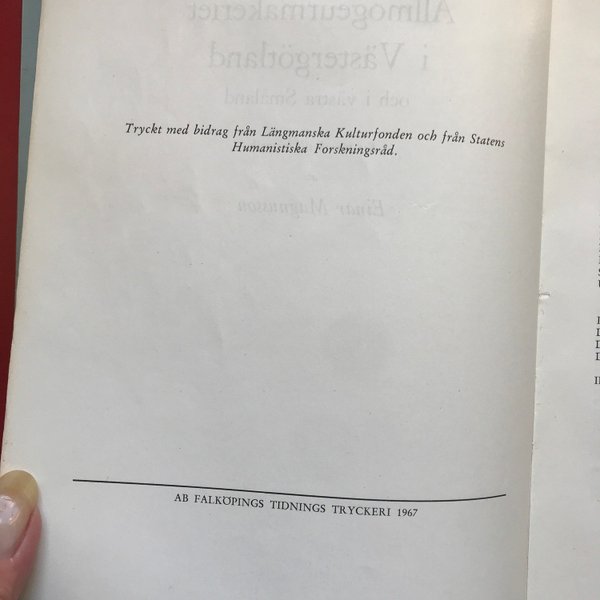 Allmogeurmakeriet
i Västergötland
och i västra Småland
Tryckt med bidrag från Längmanska Kulturfonden och från Statens
Humanistiska Forskningsråd.
av
Einar Magnusson
AB FALKÖPINGS TIDNINGS TRYCKERI 1967